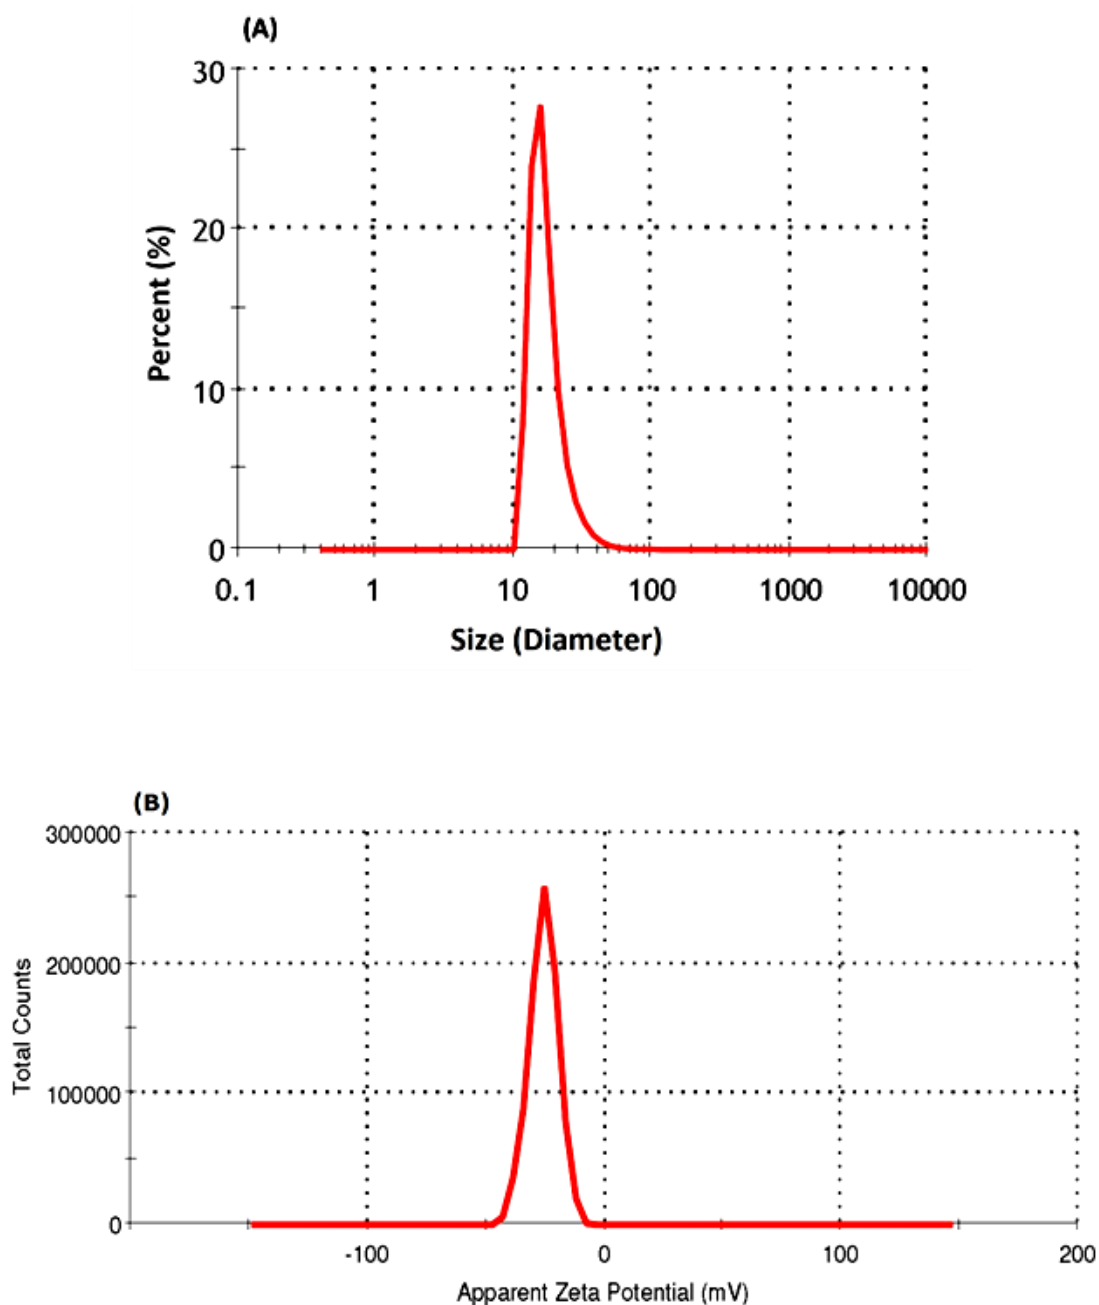 (A)
30
20
10
0
Percent (%)
0.1 1 10 100 1000 10000
Size (Diameter)
(B)
300000
200000
100000
0
Total Counts
-100 0 100 200
Apparent Zeta Potential (mV)